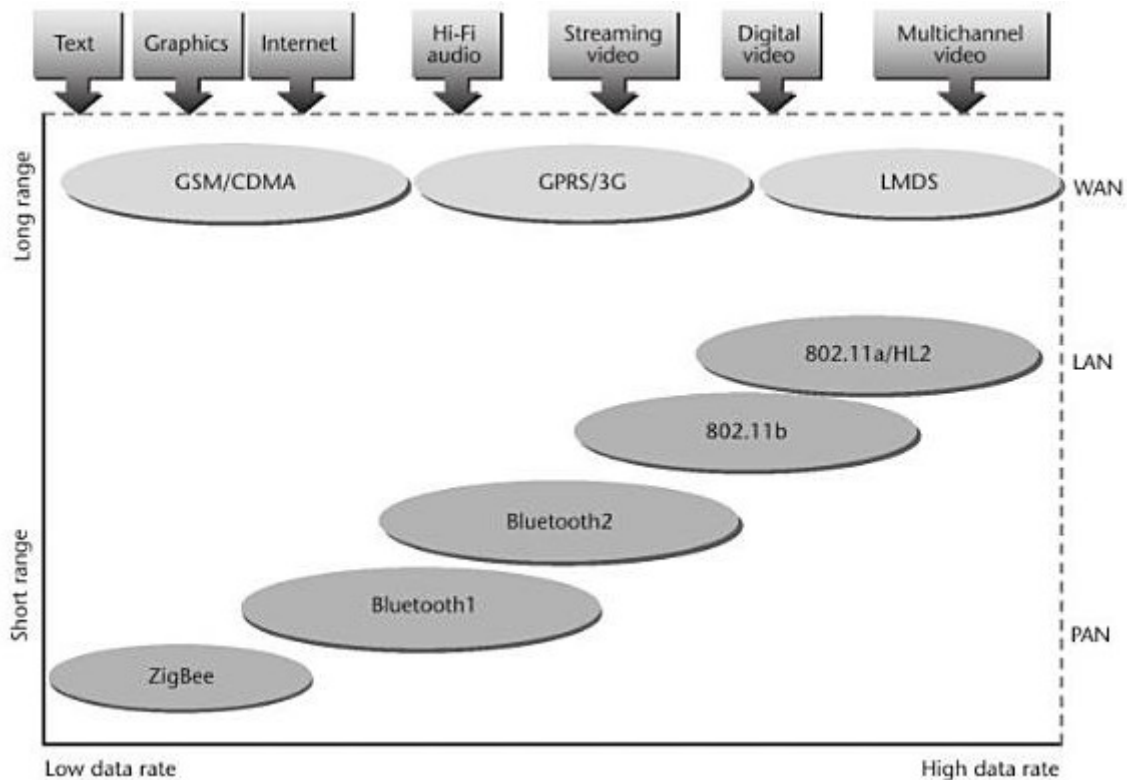 Text
Graphics
Internet
Hi-Fi
audio
Streaming
video
Digital
video
Multichannel
video
Long range
GSM/CDMA
GPRS/3G
LMDS
WAN
802.11a/HL2
LAN
802.11b
Bluetooth2
Short range
Bluetooth1
PAN
ZigBee
Low data rate
High data rate